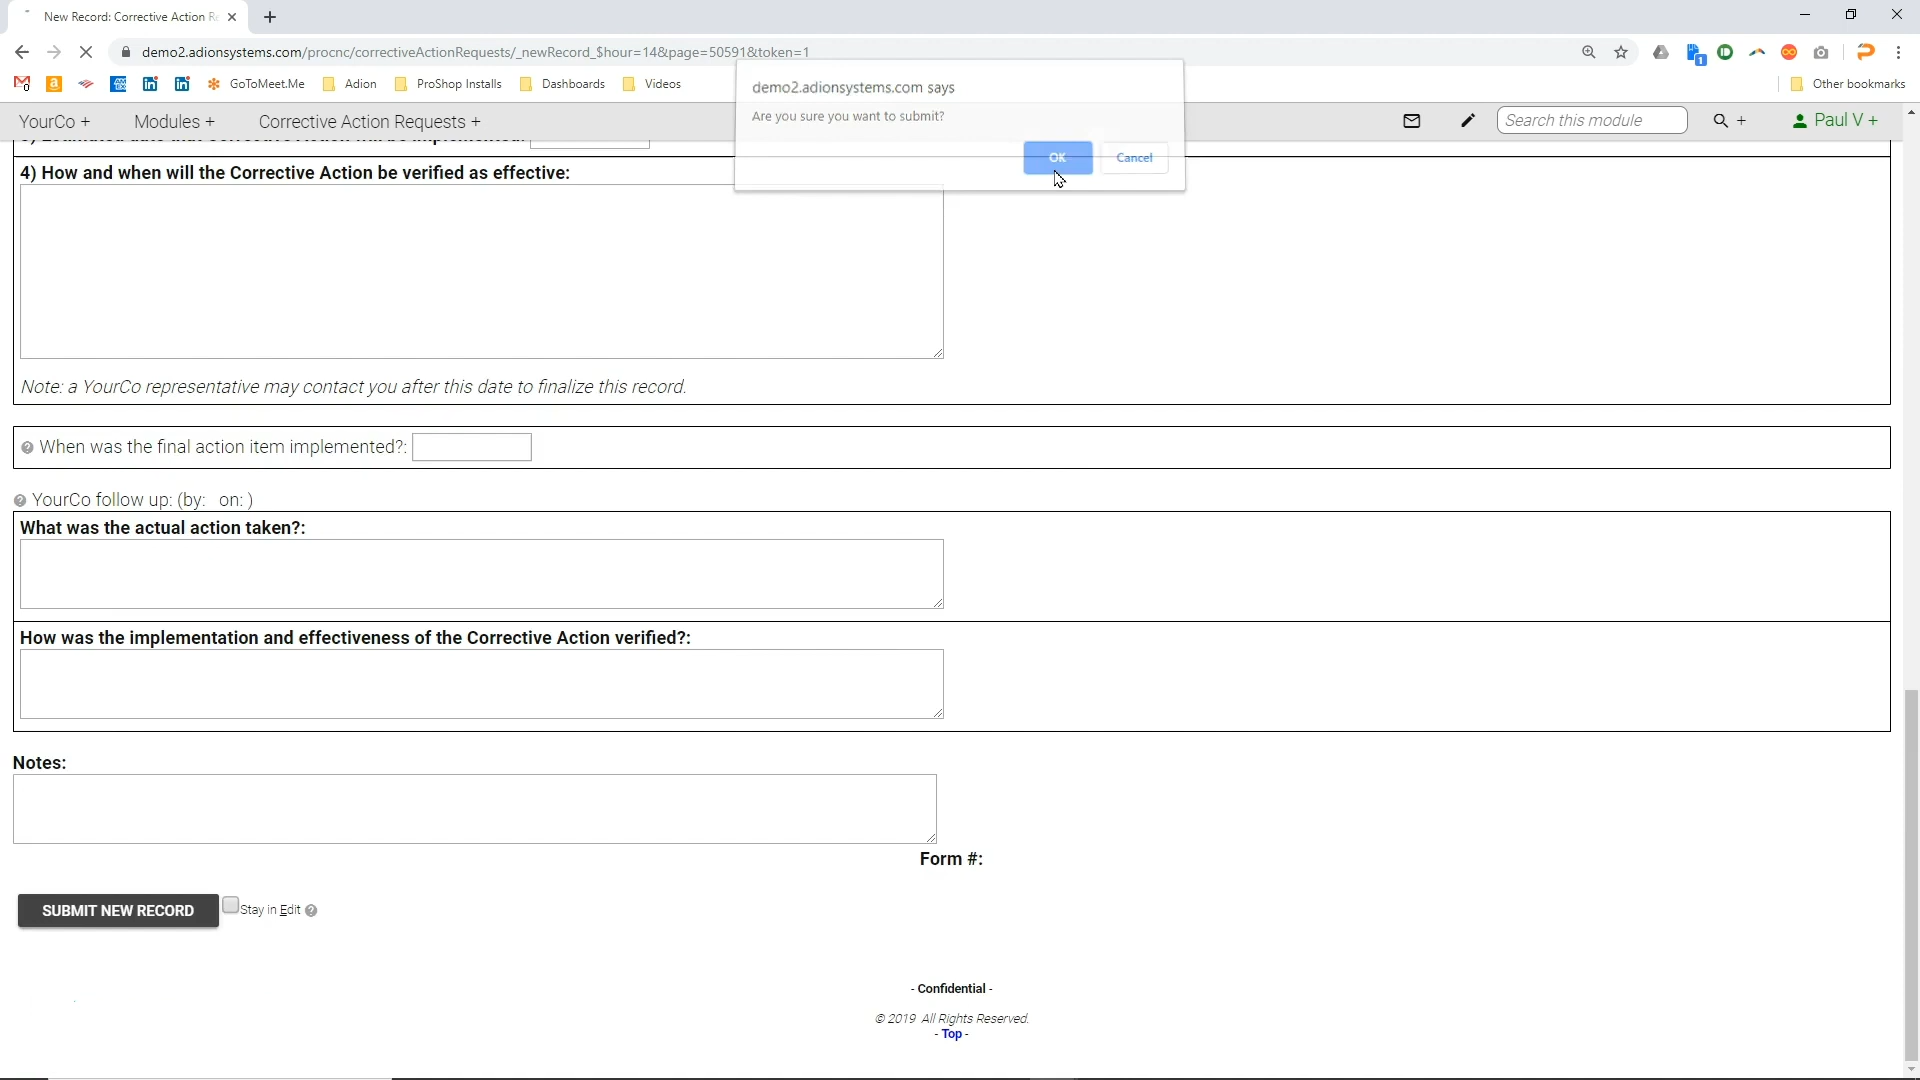 New Record: Corrective Action R
demo2.adionsystems.com/procnc/correctiveActionRequests/_newRecord_$hour=14&page=50591&token=1
GoToMeet.Me
Adion
ProShop Installs
Dashboards
Videos
Other bookmarks
demo2.adionsystems.com says
Are you sure you want to submit?
OK
Cancel
YourCo +
Modules +
Corrective Action Requests +
Search this module
+
Paul V +
4) How and when will the Corrective Action be verified as effective:
Note: a YourCo representative may contact you after this date to finalize this record.
When was the final action item implemented?:
YourCo follow up: (by: on: )
What was the actual action taken?:
How was the implementation and effectiveness of the Corrective Action verified?:
Notes:
Form #:
SUBMIT NEW RECORD
Stay in Edit
- Confidential -
© 2019 All Rights Reserved.
- Top -